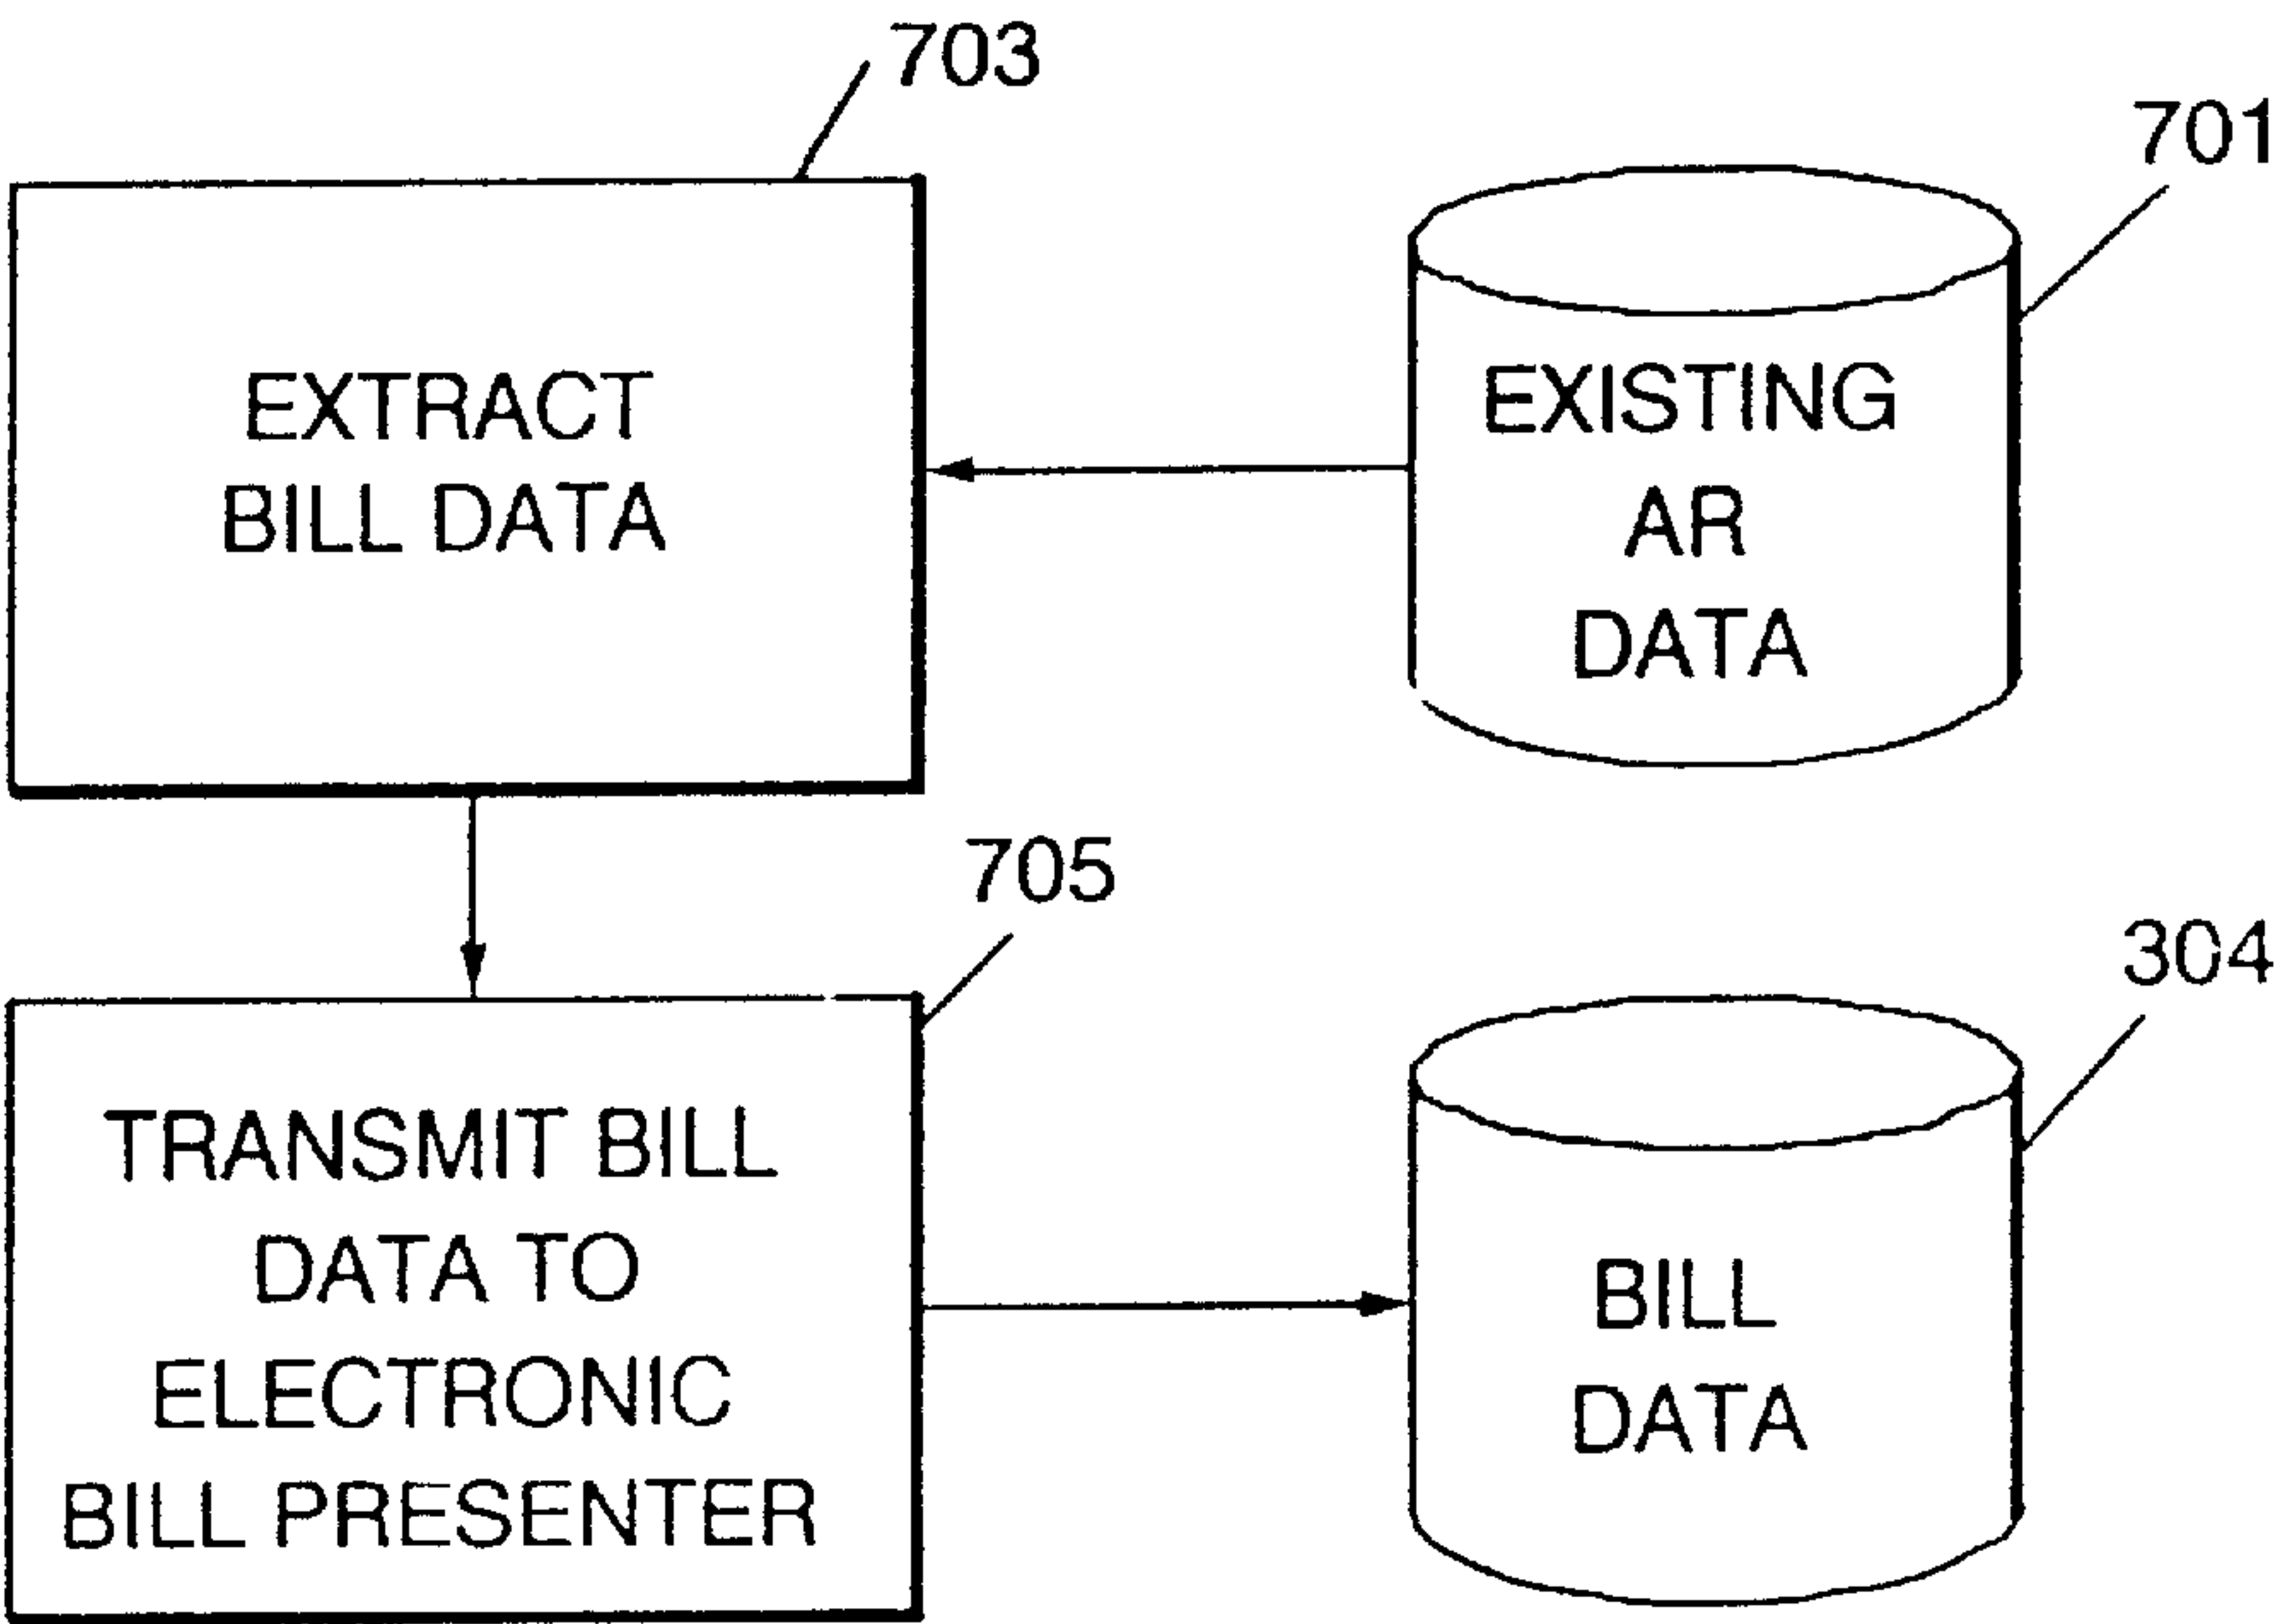 703
701
EXTRACT
BILL DATA
EXISTING
AR
DATA
705
304
TRANSMIT BILL
DATA TO
ELECTRONIC
BILL PRESENTER
BILL
DATA